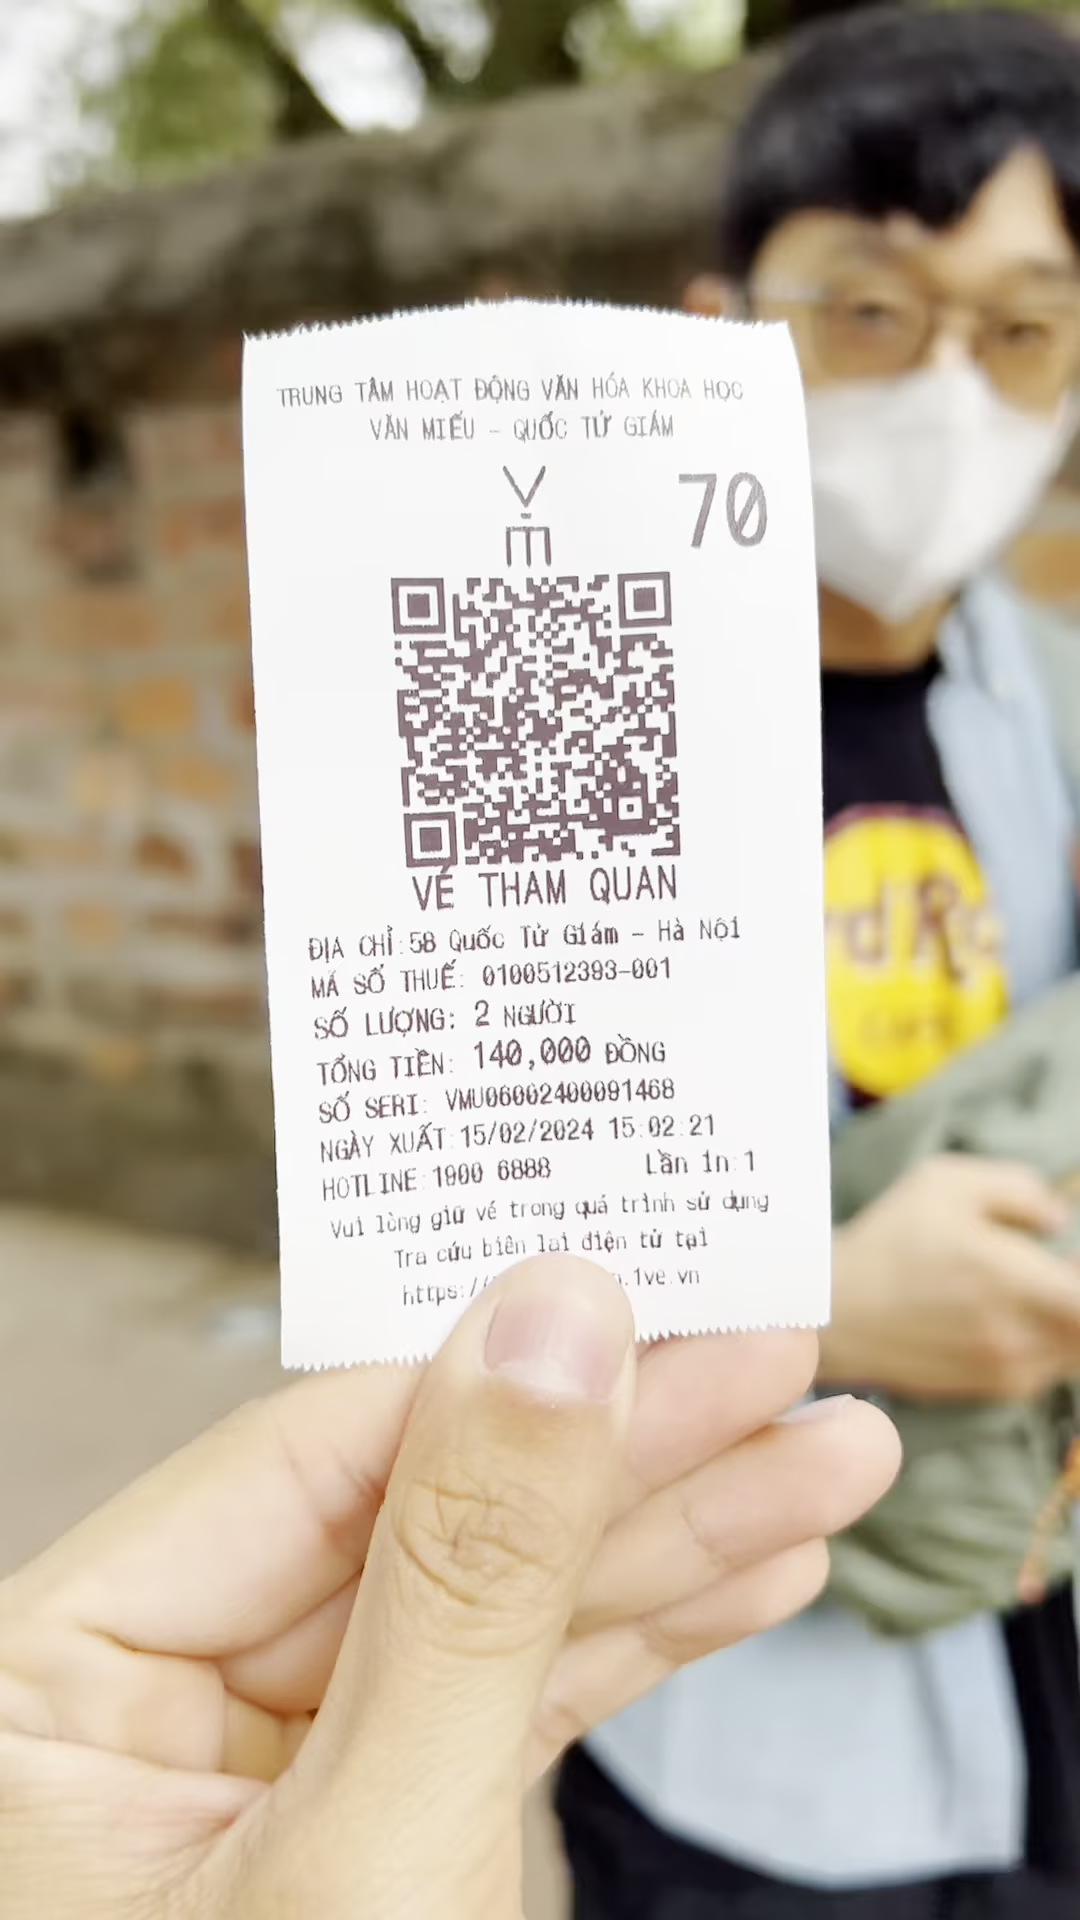 TRUNG TÂM HOẠT ĐỘNG VĂN HÓA KHOA HỌC
VĂN MIẾU - QUỐC TỬ GIÁM
VM
70
VÉ THAM QUAN
ĐỊA CHỈ:58 Quốc Tử Giám - Hà Nội
MÃ SỐ THUẾ: 0100512393-001
SỐ LƯỢNG: 2 NGƯỜI
TỔNG TIỀN: 140,000 ĐỒNG
SỐ SERI: VMU06002400091468
NGÀY XUẤT:15/02/2024 15:02:21
HOTLINE:1900 6888 Lần in:1
Vui lòng giữ vé trong quá trình sử dụng
Tra cứu biên lai điện tử tại
https:// .1ve.vn